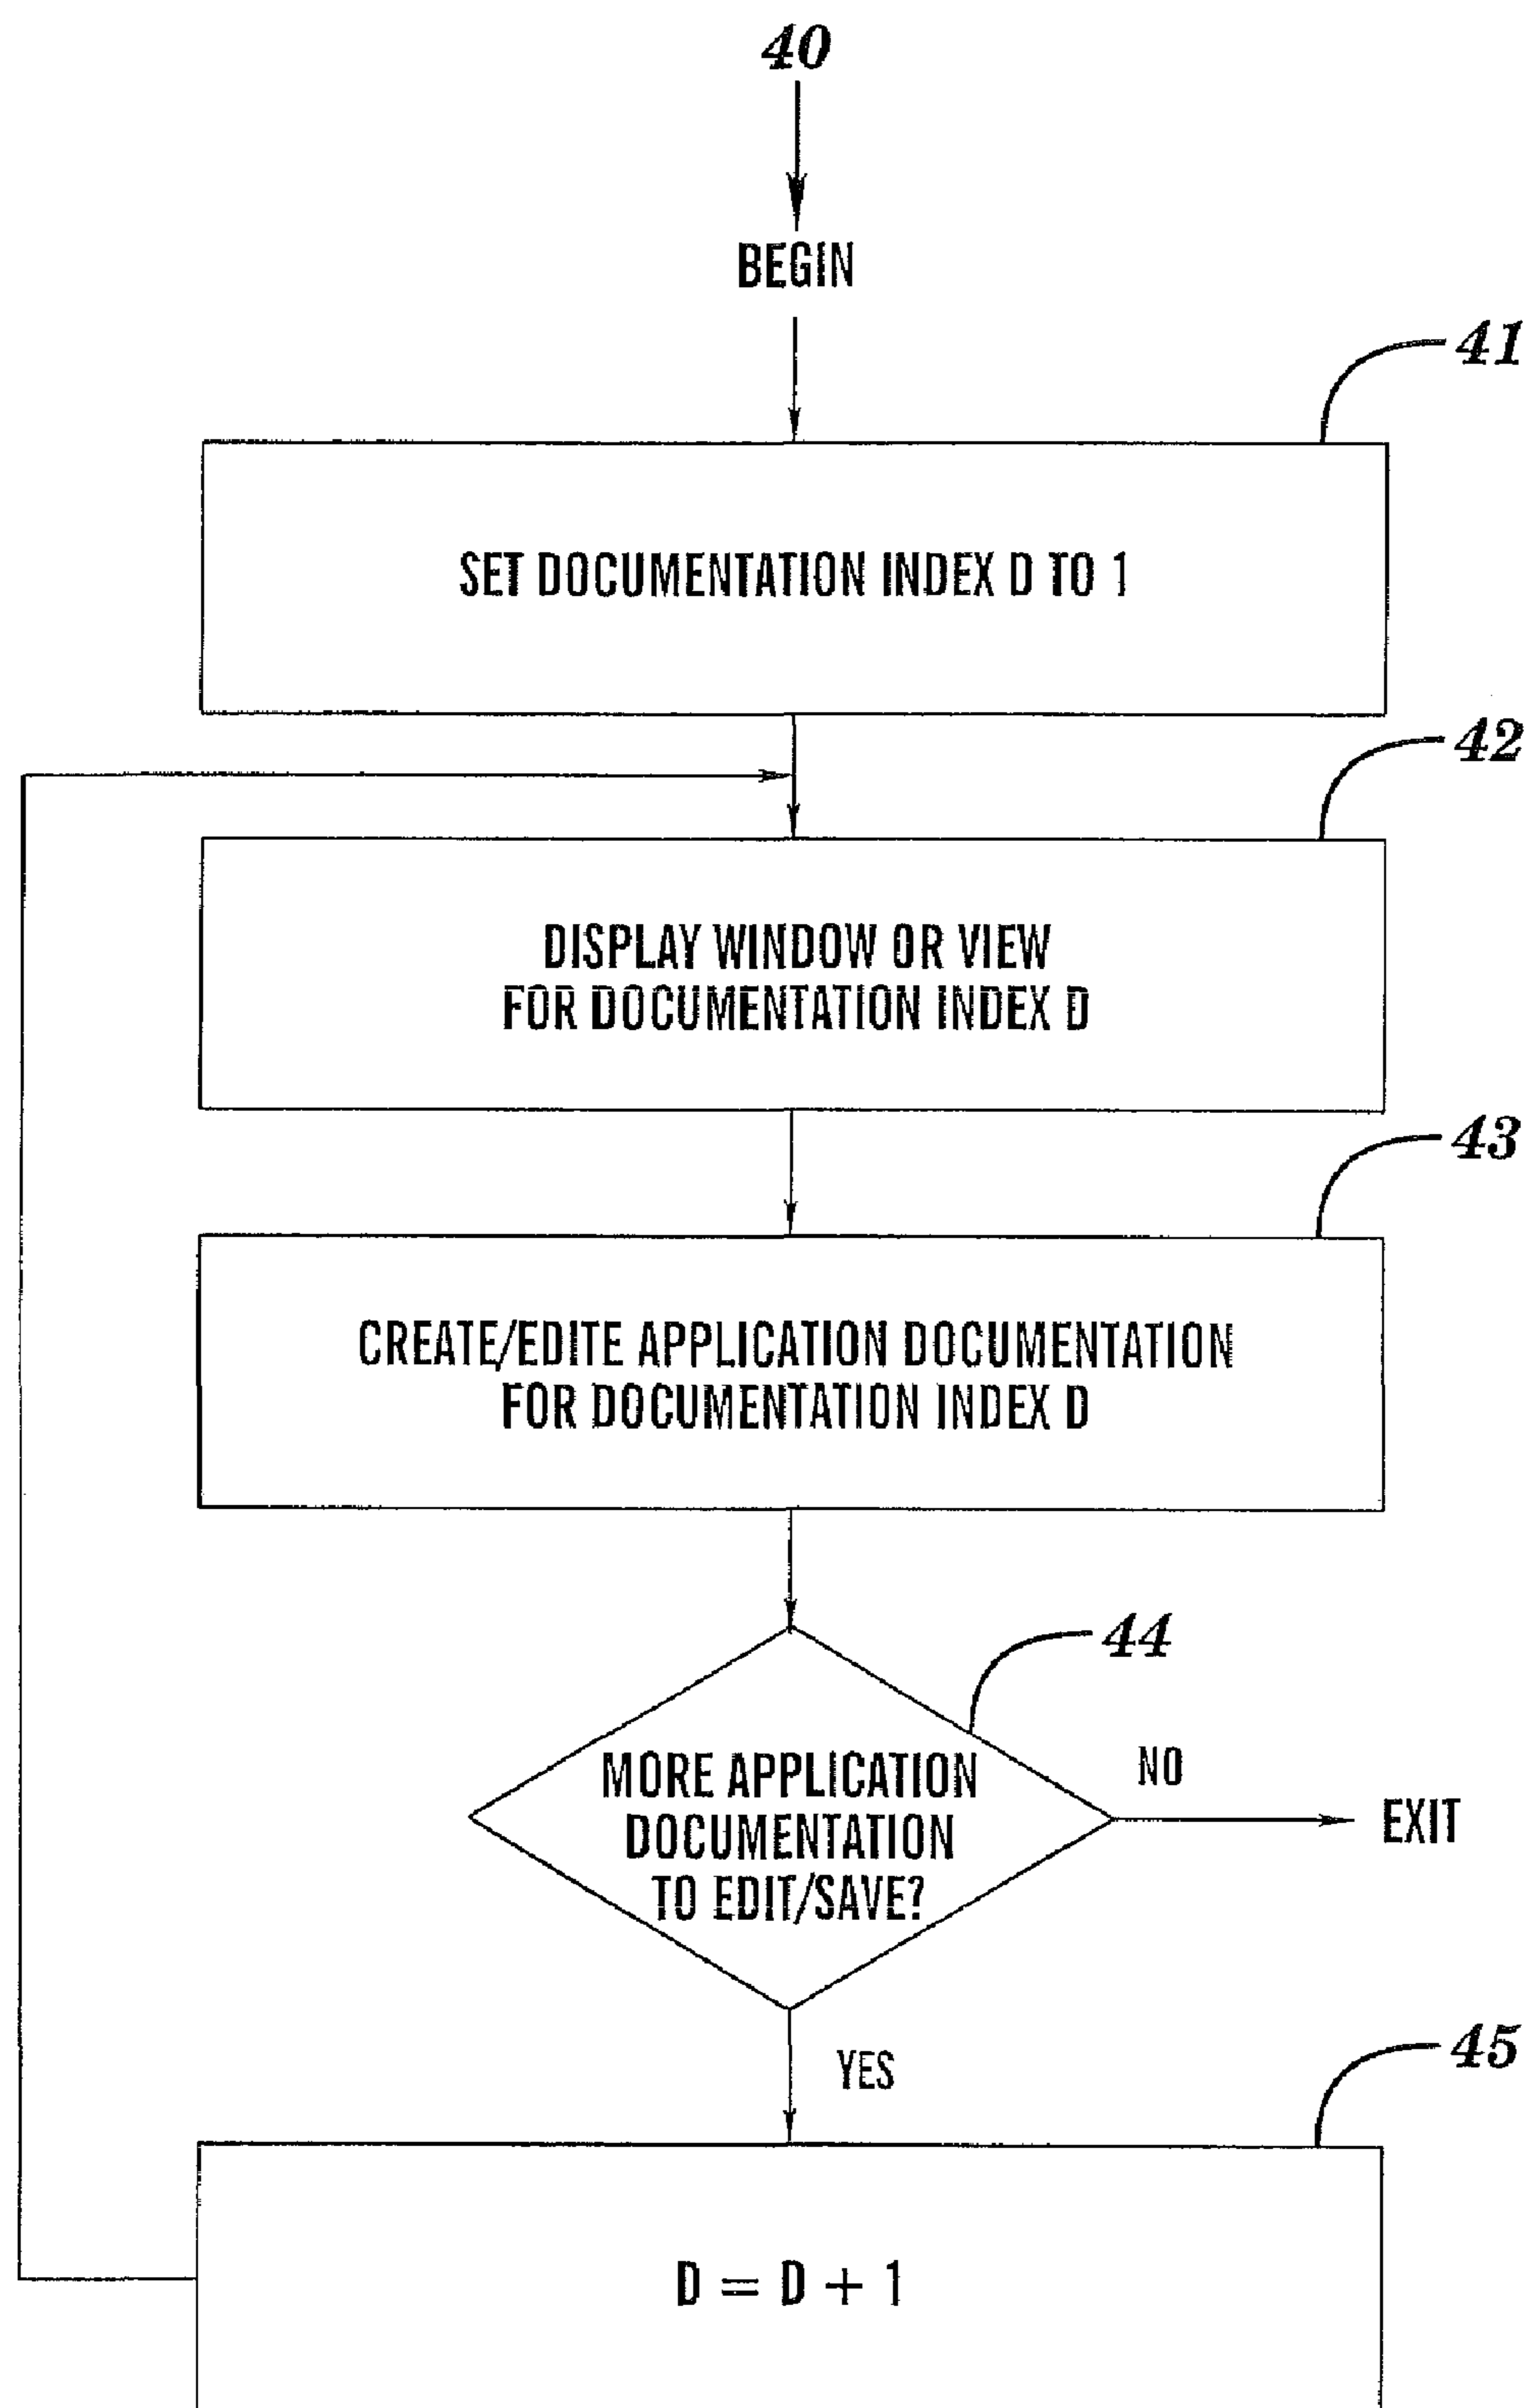 40
BEGIN
41
SET DOCUMENTATION INDEX D TO 1
42
DISPLAY WINDOW OR VIEW
FOR DOCUMENTATION INDEX D
43
CREATE/EDITE APPLICATION DOCUMENTATION
FOR DOCUMENTATION INDEX D
44
MORE APPLICATION
DOCUMENTATION
TO EDIT/SAVE?
NO
EXIT
YES
45
D = D + 1